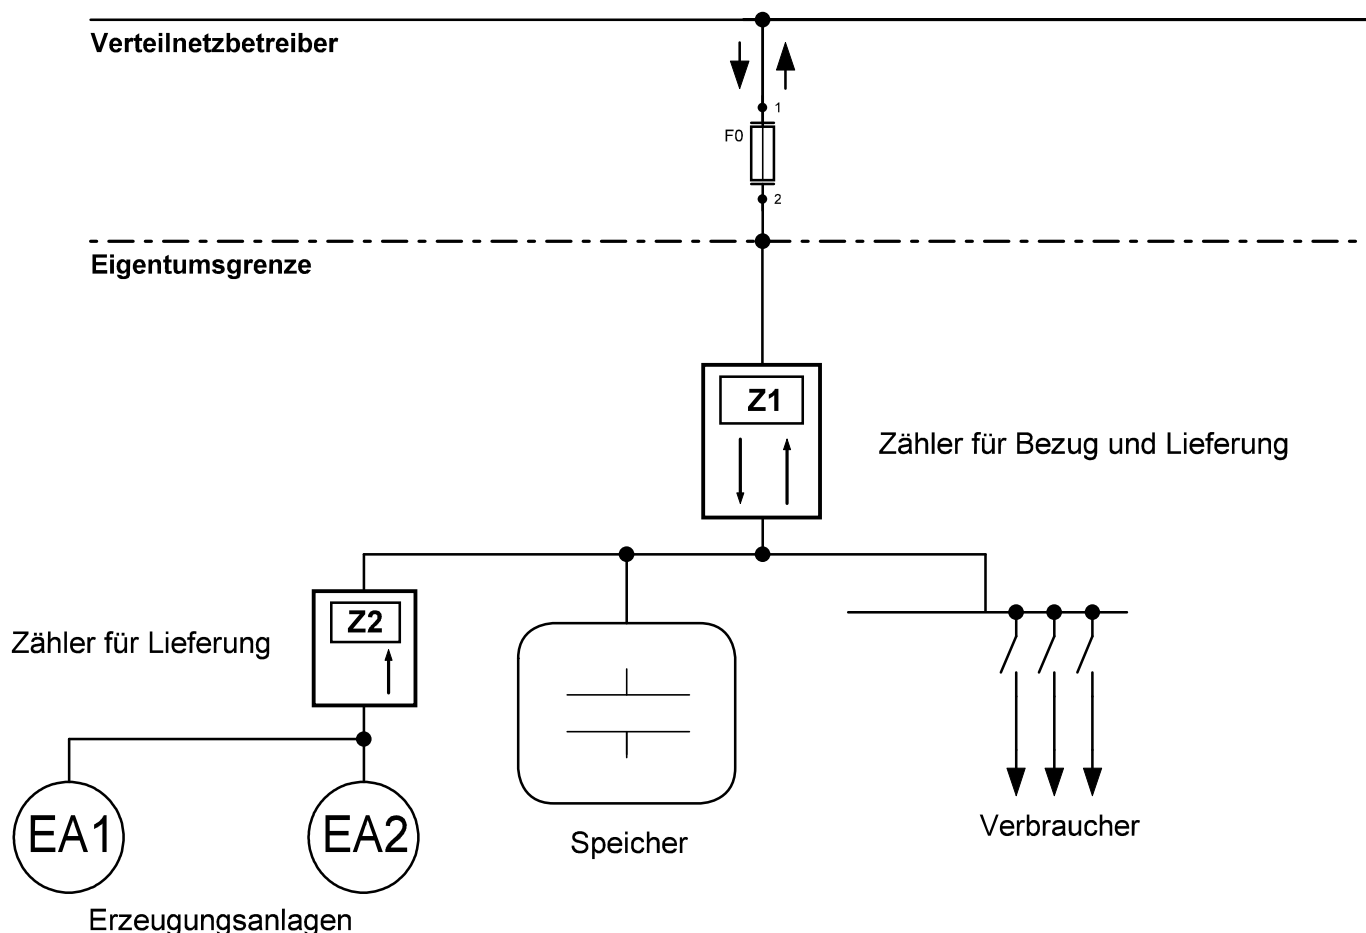 Verteilnetzbetreiber
1
F0
2
Eigentumsgrenze
Z1
Zähler für Bezug und Lieferung
Z2
Zähler für Lieferung
EA1
EA2
Speicher
Verbraucher
Erzeugungsanlagen